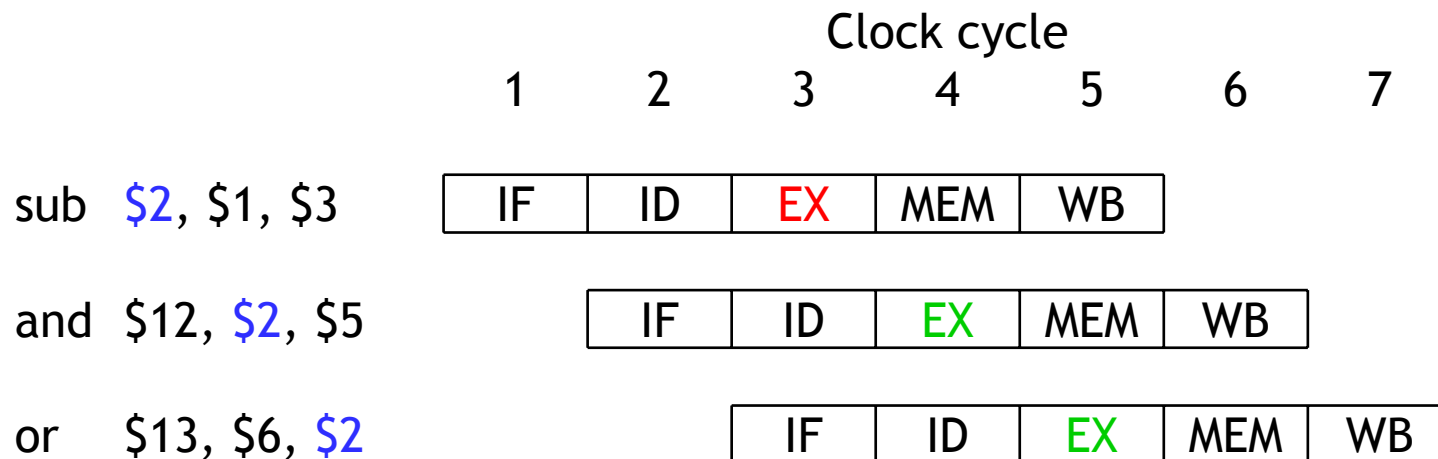 Clock cycle
1 2 3 4 5 6 7
sub $2, $1, $3 IF ID EX MEM WB
and $12, $2, $5 IF ID EX MEM WB
or $13, $6, $2 IF ID EX MEM WB